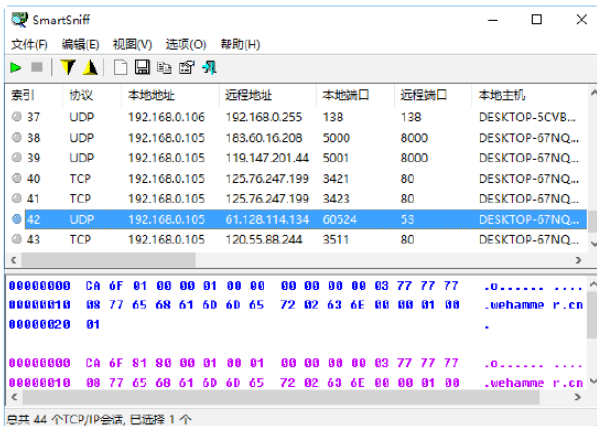 SmartSniff
文件(F) 编辑(E) 视图(V) 选项(O) 帮助(H)
索引 协议 本地地址 远程地址 本地端口 远程端口 本地主机
37 UDP 192.168.0.106 192.168.0.255 138 138 DESKTOP-5CVB...
38 UDP 192.168.0.105 183.60.16.208 5000 8000 DESKTOP-67NQ...
39 UDP 192.168.0.105 119.147.201.44 5001 8000 DESKTOP-67NQ...
40 TCP 192.168.0.105 125.76.247.199 3421 80 DESKTOP-67NQ...
41 TCP 192.168.0.105 125.76.247.199 3423 80 DESKTOP-67NQ...
42 UDP 192.168.0.105 61.128.114.134 60524 53 DESKTOP-67NQ...
43 TCP 192.168.0.105 120.55.88.244 3511 80 DESKTOP-67NQ...
00000000 CA 6F 01 00 00 01 00 00 00 00 00 00 03 77 77 77 .o...... ....
00000010 08 77 65 68 61 6D 6D 65 72 02 63 6E 00 00 01 00 .wehamme r.cn
00000020 01 .
00000000 CA 6F 81 80 00 01 00 01 00 00 00 00 03 77 77 77 .o...... ....
00000010 08 77 65 68 61 6D 6D 65 72 02 63 6E 00 00 01 00 .wehamme r.cn
总共 44 个TCP/IP会话, 已选择 1 个